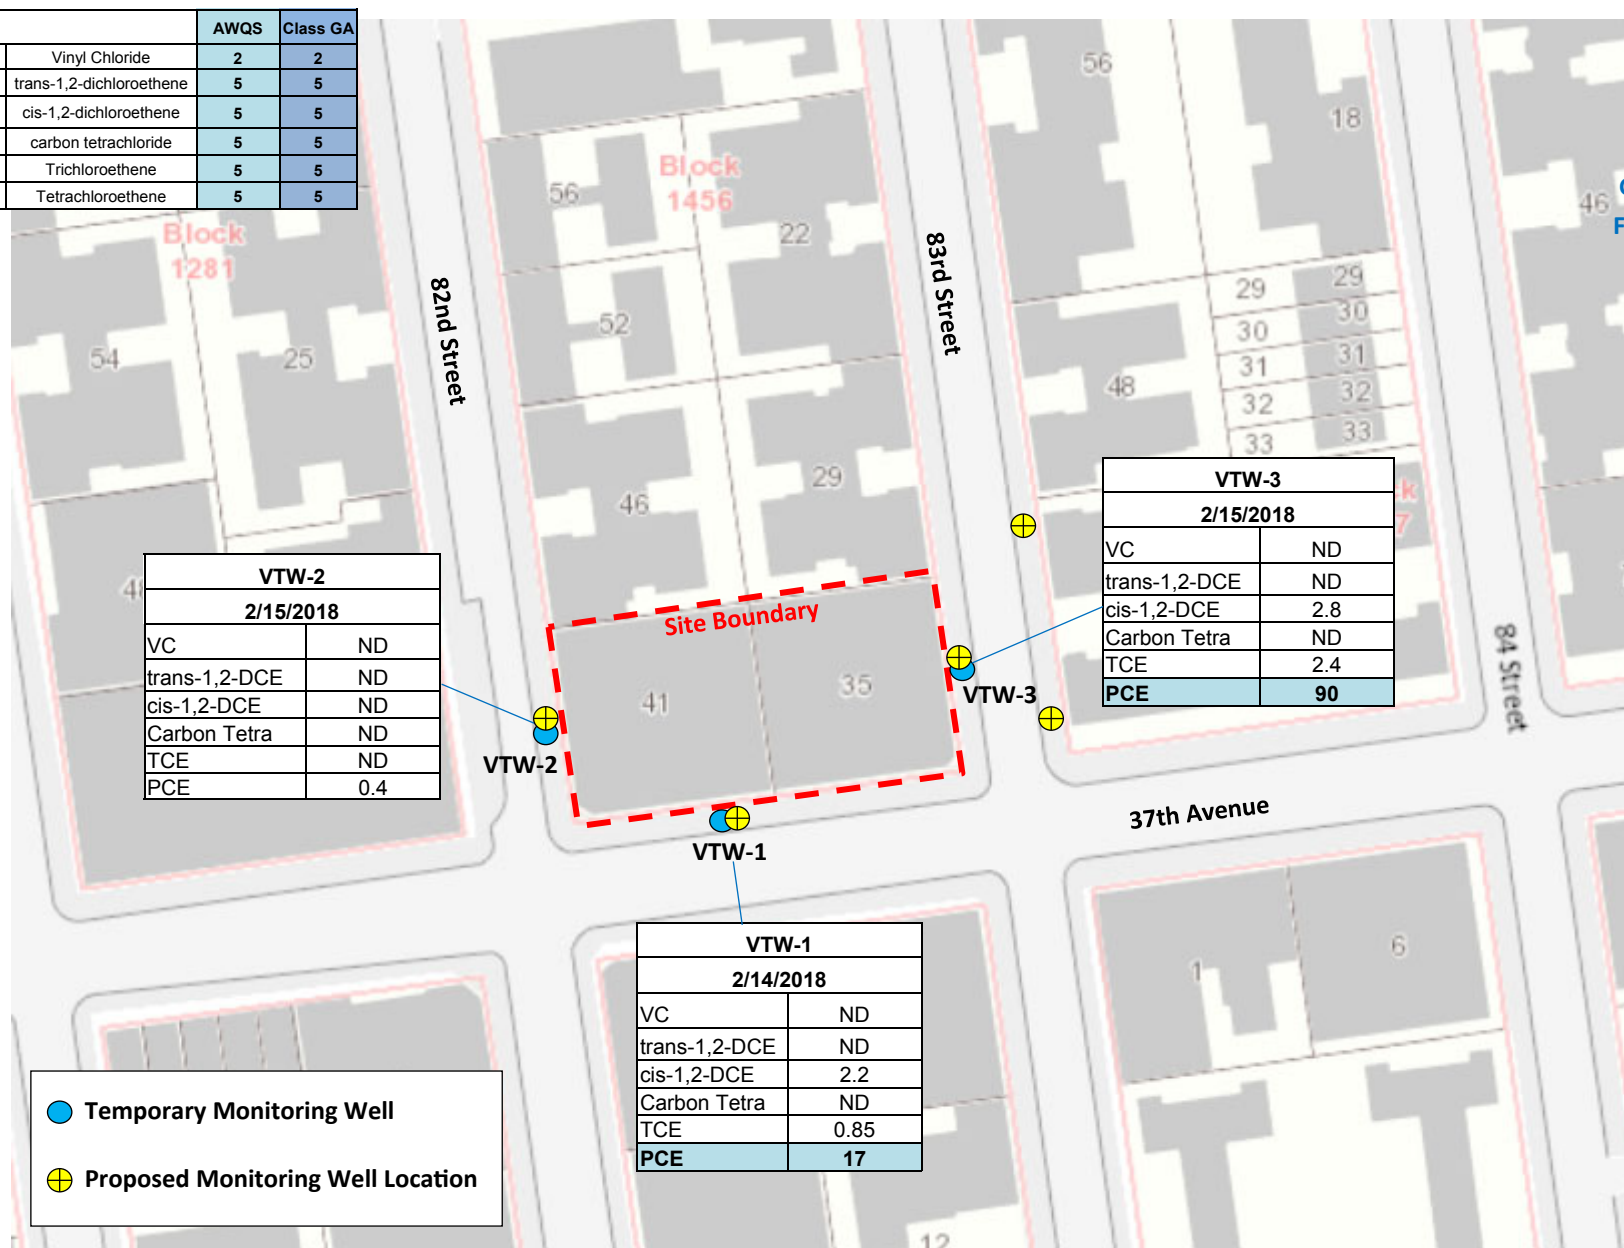 AWQS Class GA
Vinyl Chloride 2 2
trans-1,2-dichloroethene 5 5
cis-1,2-dichloroethene 5 5
carbon tetrachloride 5 5
Trichloroethene 5 5
Tetrachloroethene 5 5
56
18
Block
1456
56
22
46
Block
1281
82nd Street
83rd Street
54
25
52
29 29
30 30
31 31
32 32
33 33
48
46
29
VTW-3
2/15/2018
VC ND
trans-1,2-DCE ND
cis-1,2-DCE 2.8
Carbon Tetra ND
TCE 2.4
PCE 90
VTW-2
2/15/2018
VC ND
trans-1,2-DCE ND
cis-1,2-DCE ND
Carbon Tetra ND
TCE ND
PCE 0.4
Site Boundary
41
35
VTW-3
VTW-2
84 Street
37th Avenue
VTW-1
VTW-1
2/14/2018
VC ND
trans-1,2-DCE ND
cis-1,2-DCE 2.2
Carbon Tetra ND
TCE 0.85
PCE 17
1
6
12
Temporary Monitoring Well
Proposed Monitoring Well Location